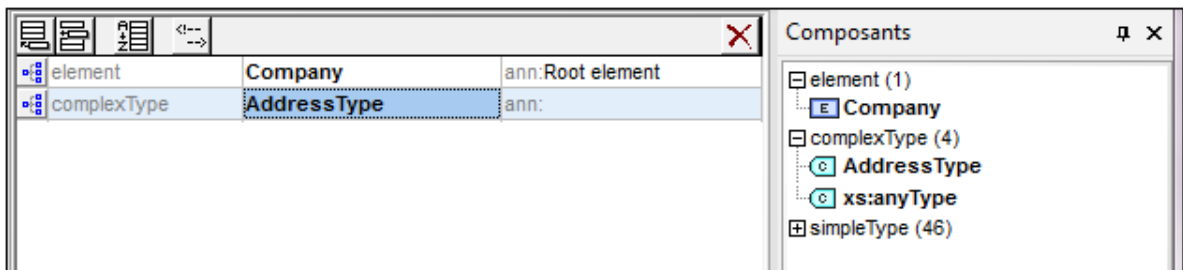 A
Z
<!--
-->
element Company ann:Root element
complexType AddressType ann:
Composants
element (1)
E Company
complexType (4)
C AddressType
C xs:anyType
simpleType (46)